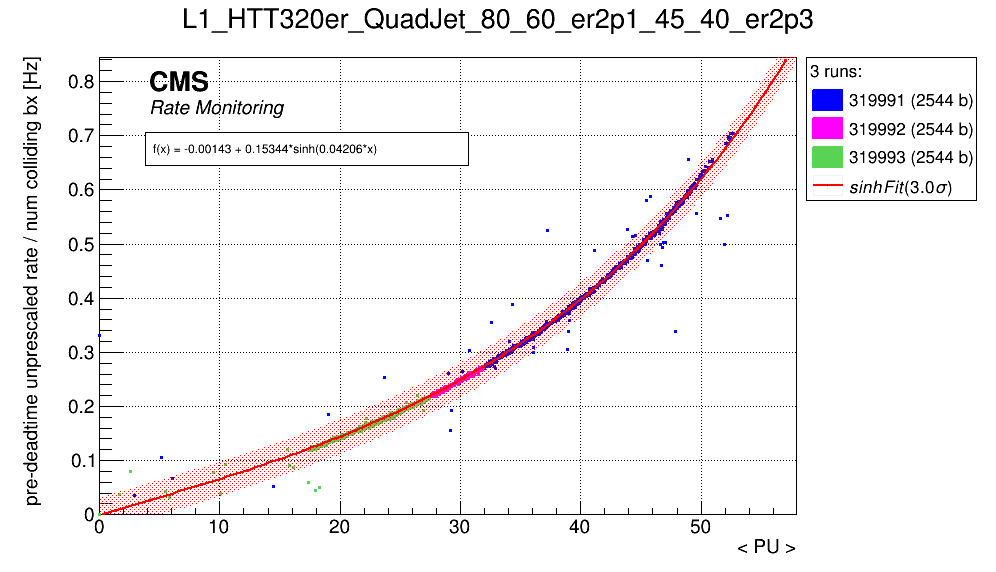 L1_HTT320er_QuadJet_80_60_er2p1_45_40_er2p3
pre-deadtime unprescaled rate / num colliding bx [Hz]
CMS
Rate Monitoring
f(x) = -0.00143 + 0.15344*sinh(0.04206*x)
0.8
0.7
0.6
0.5
0.4
0.3
0.2
0.1
0
0 10 20 30 40 50
< PU >
3 runs:
319991 (2544 b)
319992 (2544 b)
319993 (2544 b)
sinhFit(3.0σ)